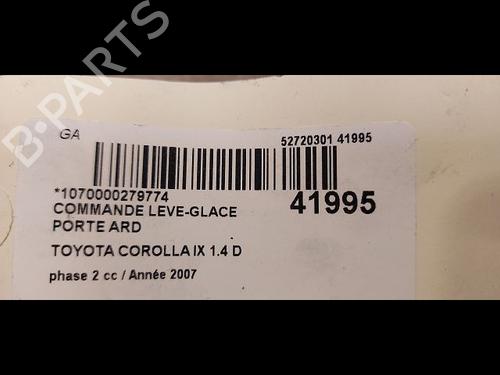 B-PARTS
GA
52720301 41995
*1070000279774
41995
COMMANDE LEVE-GLACE
PORTE ARD
TOYOTA COROLLA IX 1.4 D
phase 2 cc / Année 2007